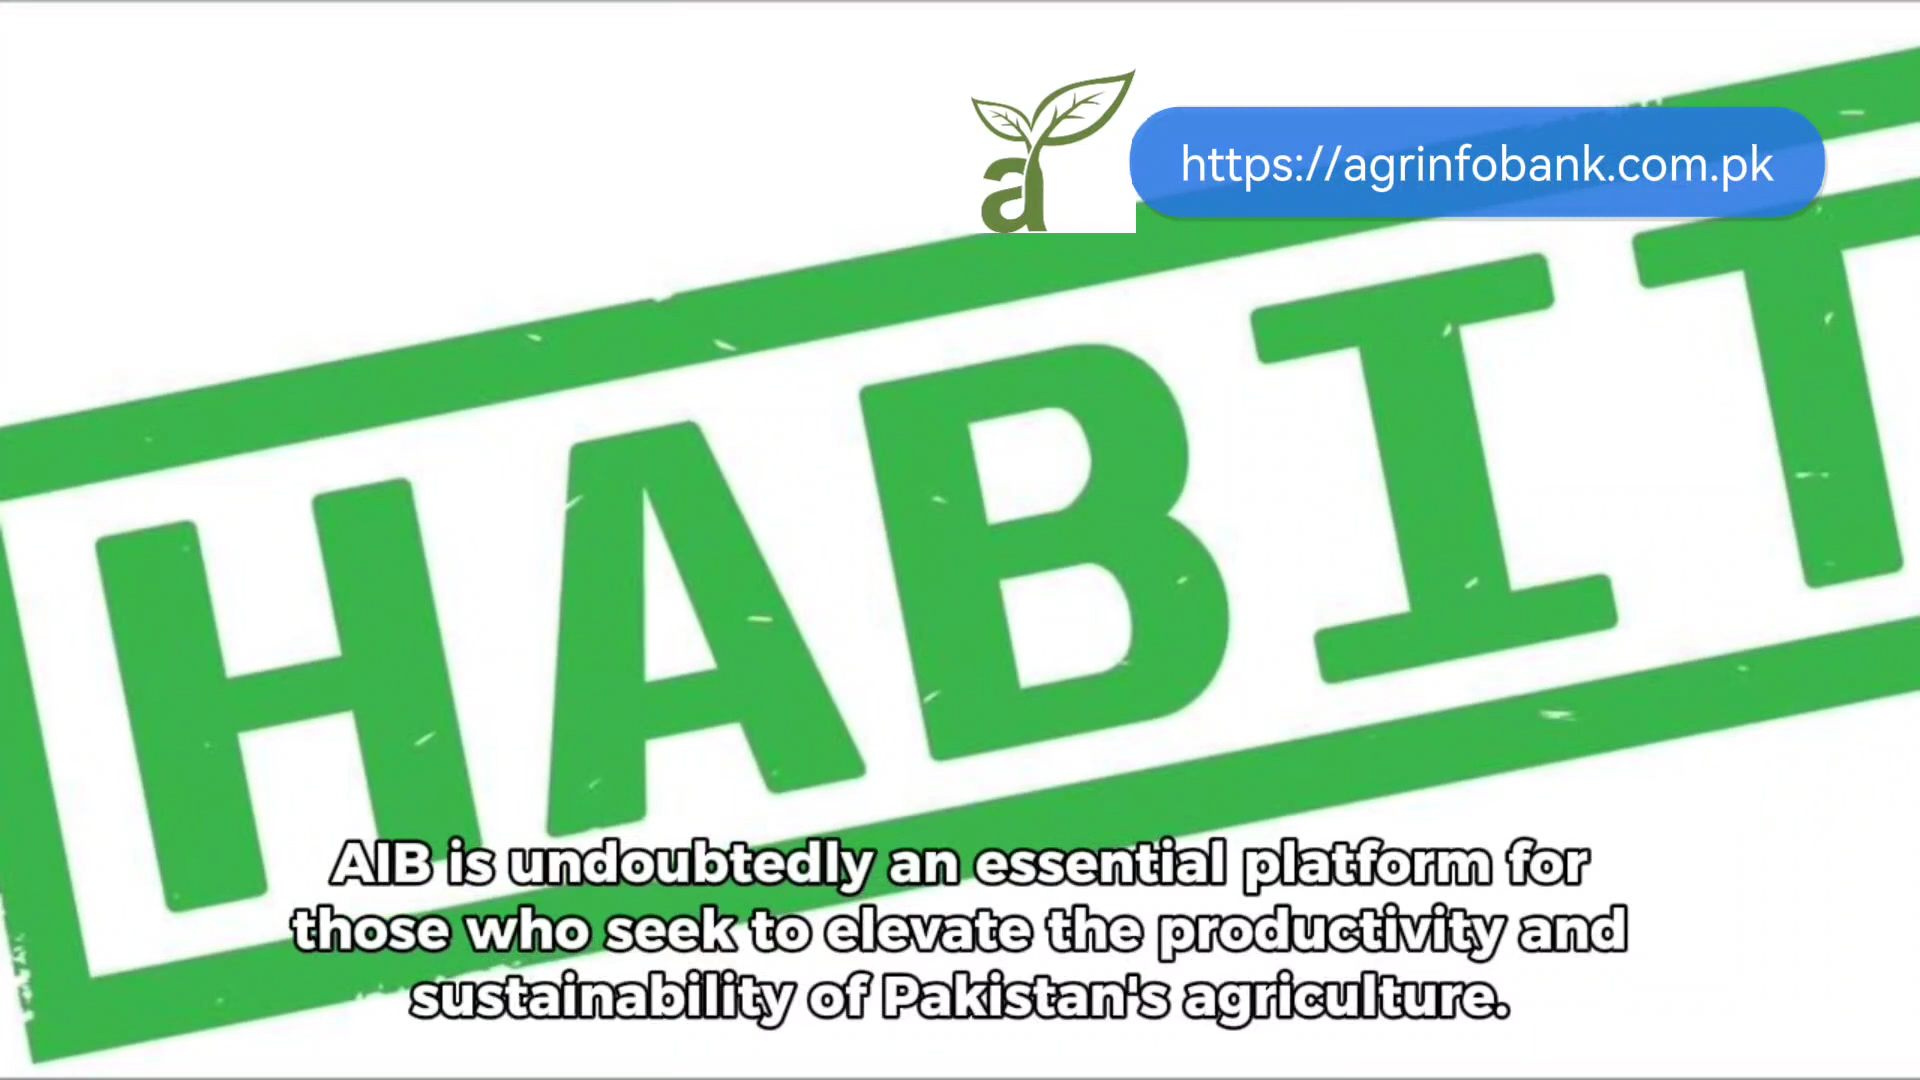 https://agrinfobank.com.pk
a
HABIT
AIB is undoubtedly an essential platform for
those who seek to elevate the productivity and
sustainability of Pakistan's agriculture.